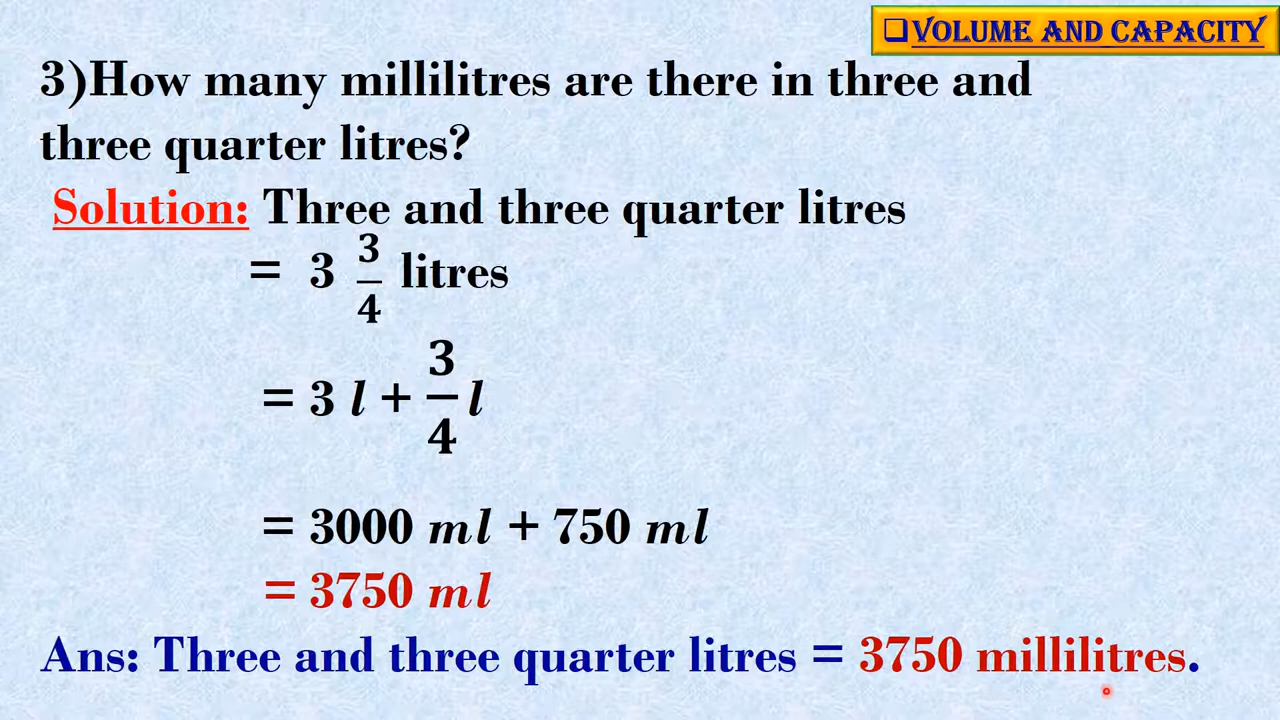 ❑VOLUME AND CAPACITY
3)How many millilitres are there in three and
three quarter litres?
Solution: Three and three quarter litres
= 3 3/4 litres
= 3 l + 3/4 l
= 3000 ml + 750 ml
= 3750 ml
Ans: Three and three quarter litres = 3750 millilitres.